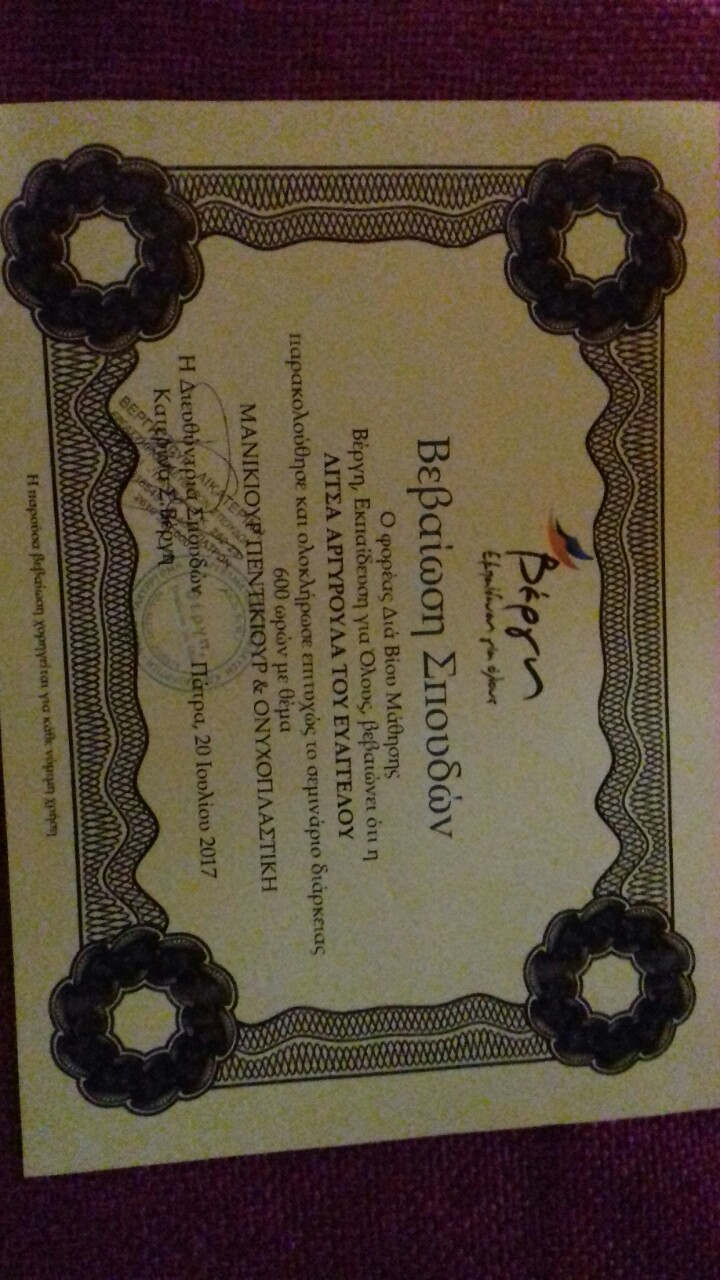 Βέργη
Εκπαίδευση για όλους
Βεβαίωση Σπουδών
Ο φορέας Διά Βίου Μάθησης
Βέργη, Εκπαίδευση για Όλους, βεβαιώνει ότι η
ΛΙΤΣΑ ΑΡΓΥΡΟΥΛΑ ΤΟΥ ΕΥΑΓΓΕΛΟΥ
παρακολούθησε και ολοκλήρωσε επιτυχώς το σεμινάριο διάρκειας
600 ωρών με θέμα
ΜΑΝΙΚΙΟΥΡ ΠΕΝΤΙΚΙΟΥΡ & ΟΝΥΧΟΠΛΑΣΤΙΚΗ
Πάτρα, 20 Ιουλίου 2017
Η Διευθύντρια Σπουδών
Κατερίνα Σ. Βέργη
Η παρούσα βεβαίωση χορηγείται για κάθε νόμιμη χρήση